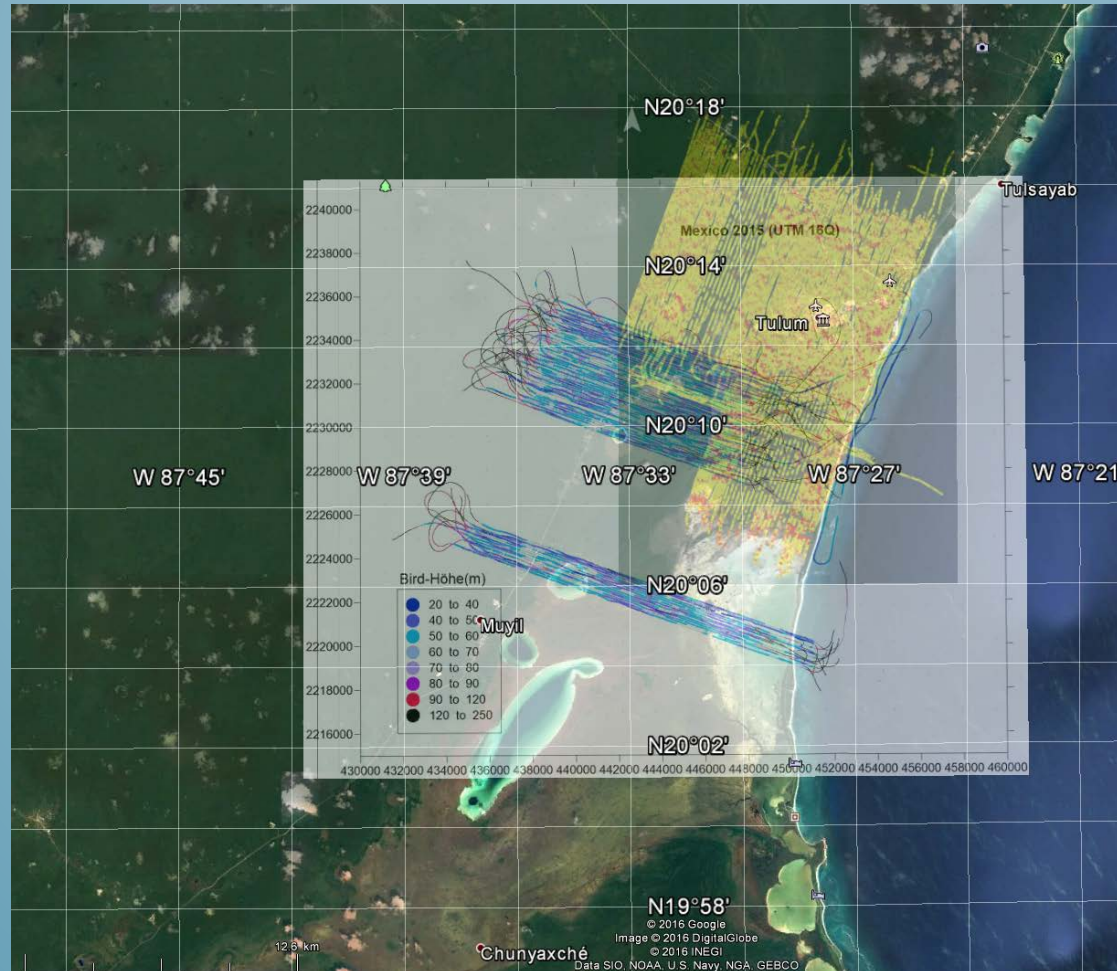 N20°18'
Tulsayab
2240000
Mexico 2015 (UTM 16Q)
2238000
N20°14'
2236000
Tulum
2234000
2232000
N20°10'
2230000
W 87°45'
W 87°39'
W 87°33'
W 87°27'
W 87°21'
2228000
2226000
2224000
Bird-Höhe(m)
N20°06'
2222000
20 to 40
40 to 50
Muyil
2220000
50 to 60
60 to 70
70 to 80
2218000
80 to 90
90 to 120
120 to 250
2216000
N20°02'
430000 432000 434000 436000 438000 440000 442000 444000 446000 448000 450000 452000 454000 456000 458000 460000
N19°58'
© 2016 Google
Image © 2016 DigitalGlobe
12.6 km
Chunyaxché
© 2016 INEGI
Data SIO, NOAA, U.S. Navy, NGA, GEBCO